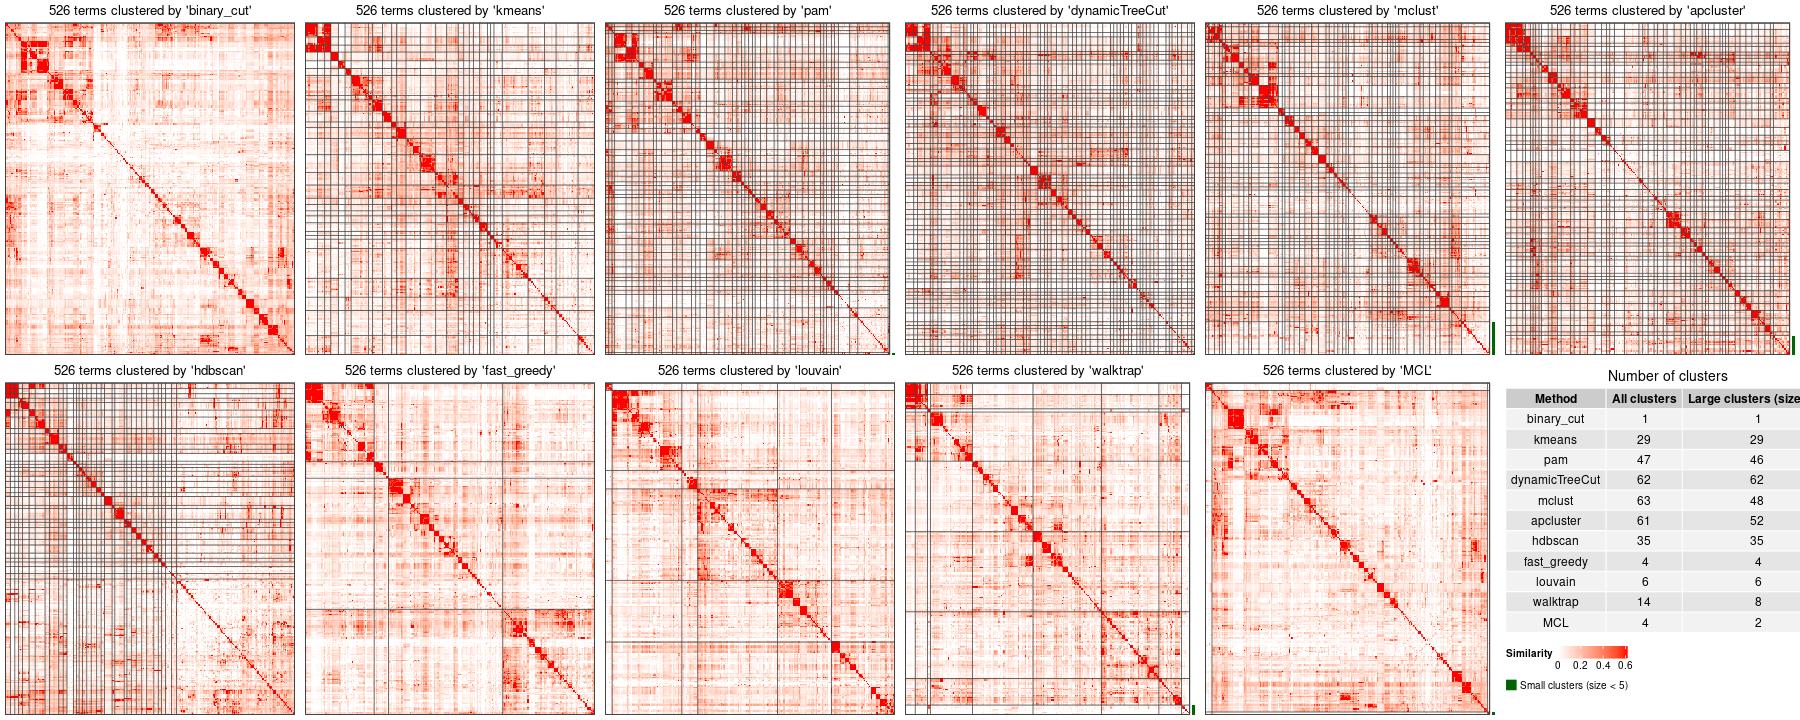 526 terms clustered by 'binary_cut'
526 terms clustered by 'kmeans'
526 terms clustered by 'pam'
526 terms clustered by 'dynamicTreeCut'
526 terms clustered by 'mclust'
526 terms clustered by 'apcluster'
526 terms clustered by 'hdbscan'
526 terms clustered by 'fast_greedy'
526 terms clustered by 'louvain'
526 terms clustered by 'walktrap'
526 terms clustered by 'MCL'
Number of clusters
Method All clusters Large clusters (size
binary_cut 1 1
kmeans 29 29
pam 47 46
dynamicTreeCut 62 62
mclust 63 48
apcluster 61 52
hdbscan 35 35
fast_greedy 4 4
louvain 6 6
walktrap 14 8
MCL 4 2
Similarity
0 0.2 0.4 0.6
Small clusters (size < 5)